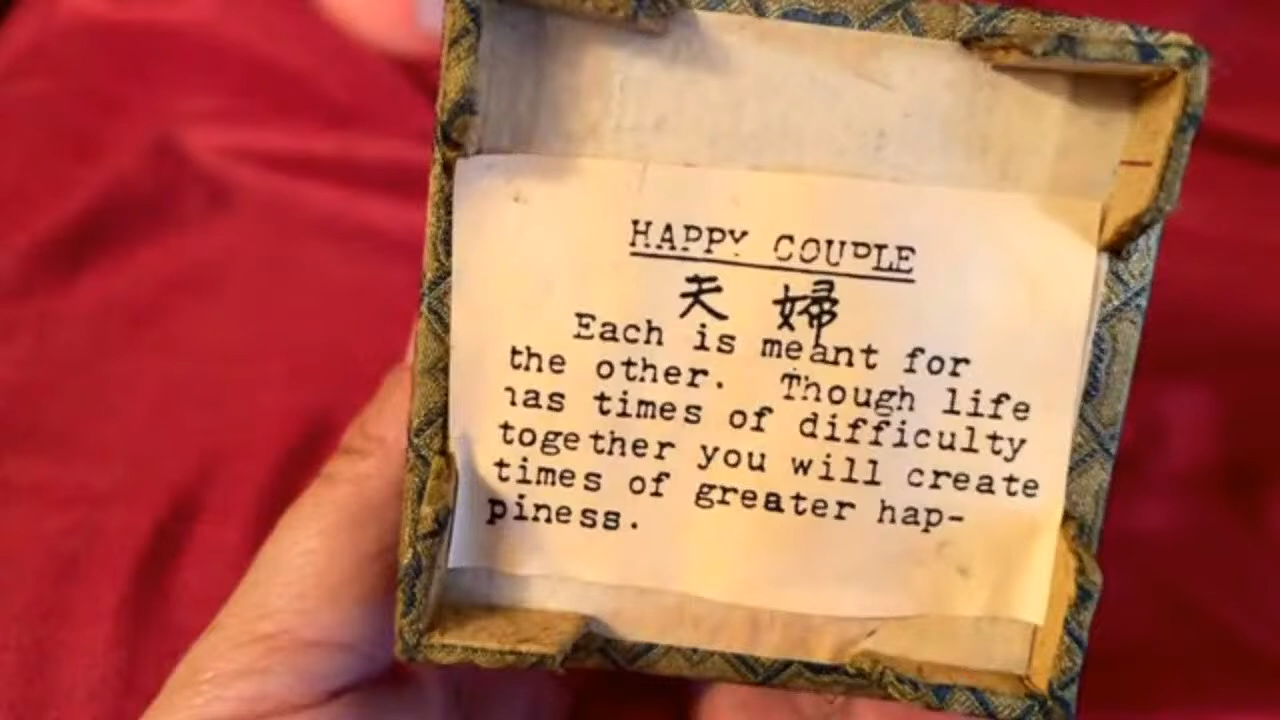 HAPPY COUPLE
夫 婦
Each is meant for
the other. Though life
has times of difficulty
together you will create
times of greater hap-
piness.